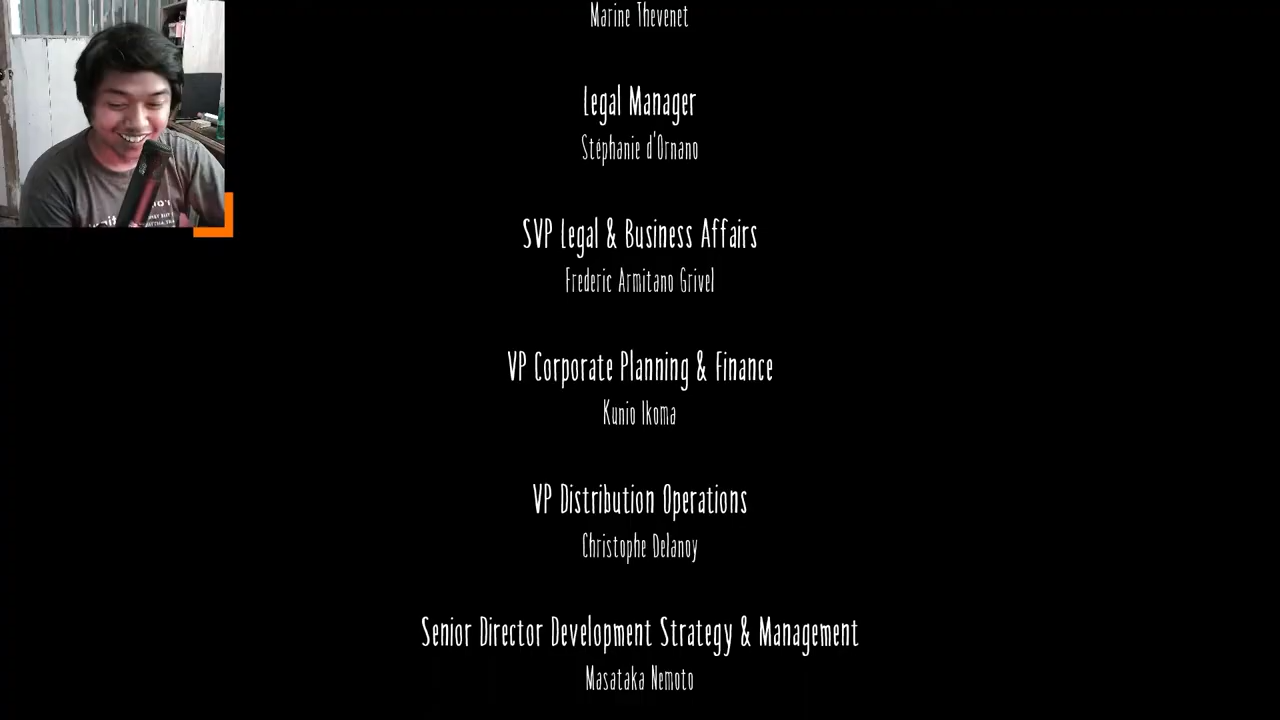 Marine Thevenet
Legal Manager
Stéphanie d'Ornano
SVP Legal & Business Affairs
Frederic Armitano Grivel
VP Corporate Planning & Finance
Kunio Ikoma
VP Distribution Operations
Christophe Delanoy
Senior Director Development Strategy & Management
Masataka Nemoto